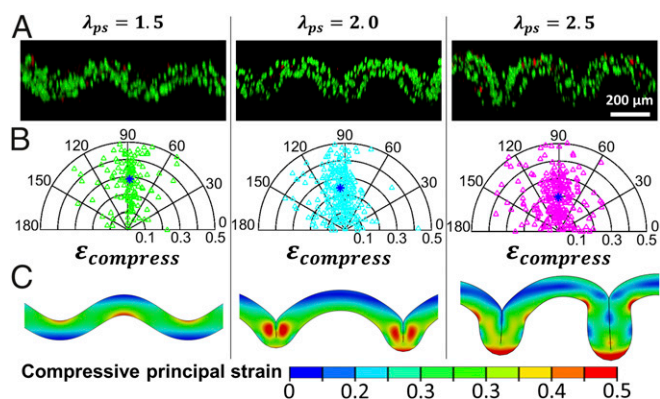 A λps = 1.5 λps = 2.0 λps = 2.5
200 μm
B 180 150 120 90 60 30 0 0.1 0.3 0.5 180 150 120 90 60 30 0 0.1 0.3 0.5 180 150 120 90 60 30 0 0.1 0.3 0.5
εcompress εcompress εcompress
C
Compressive principal strain
0 0.2 0.3 0.3 0.4 0.5